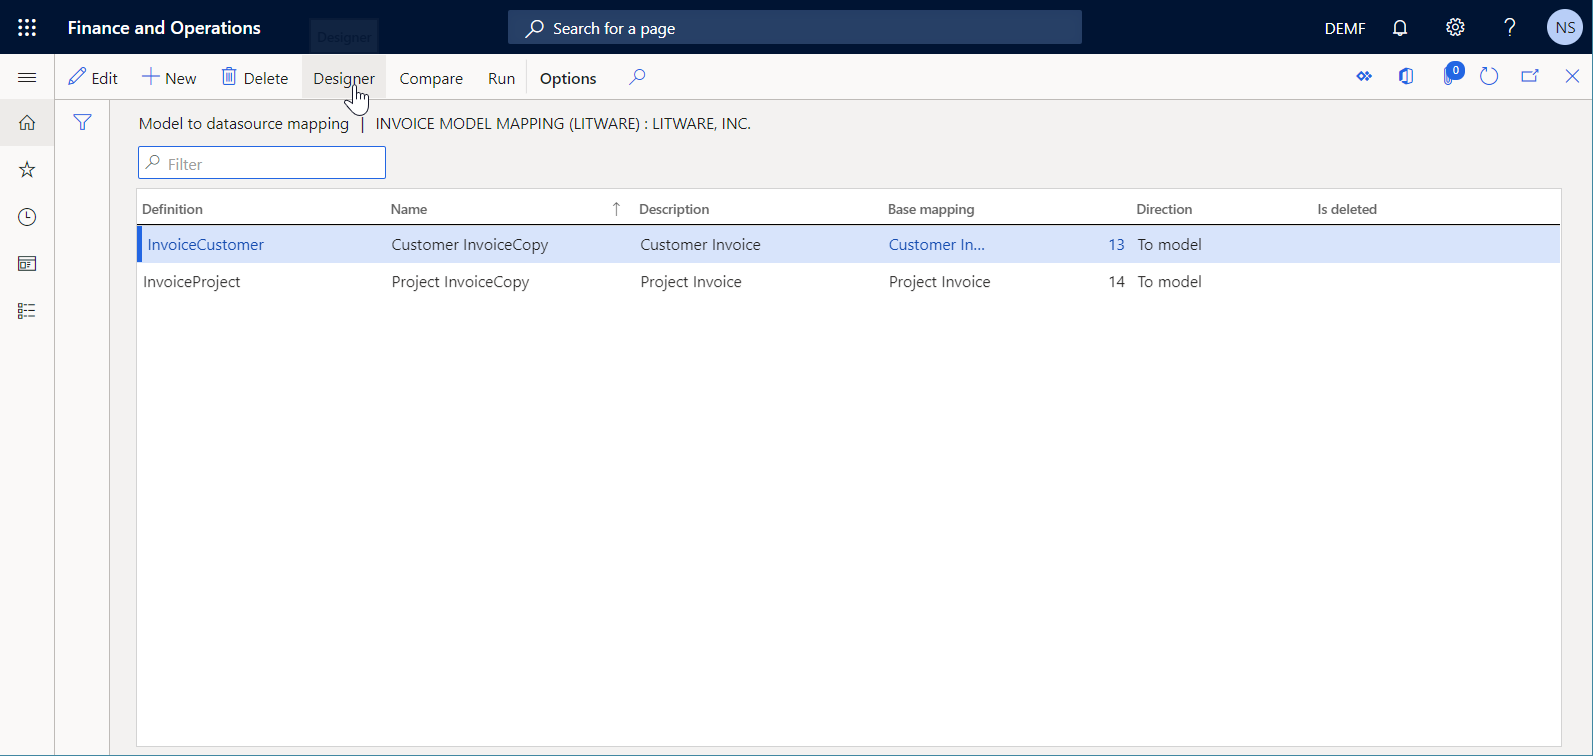 Finance and Operations
Designer
Search for a page
DEMF
?
NS
Edit
New
Delete
Designer
Compare
Run
Options
0
Model to datasource mapping | INVOICE MODEL MAPPING (LITWARE) : LITWARE, INC.
Filter
Definition Name Description Base mapping Direction Is deleted
InvoiceCustomer Customer InvoiceCopy Customer Invoice Customer In... 13 To model
InvoiceProject Project InvoiceCopy Project Invoice Project Invoice 14 To model